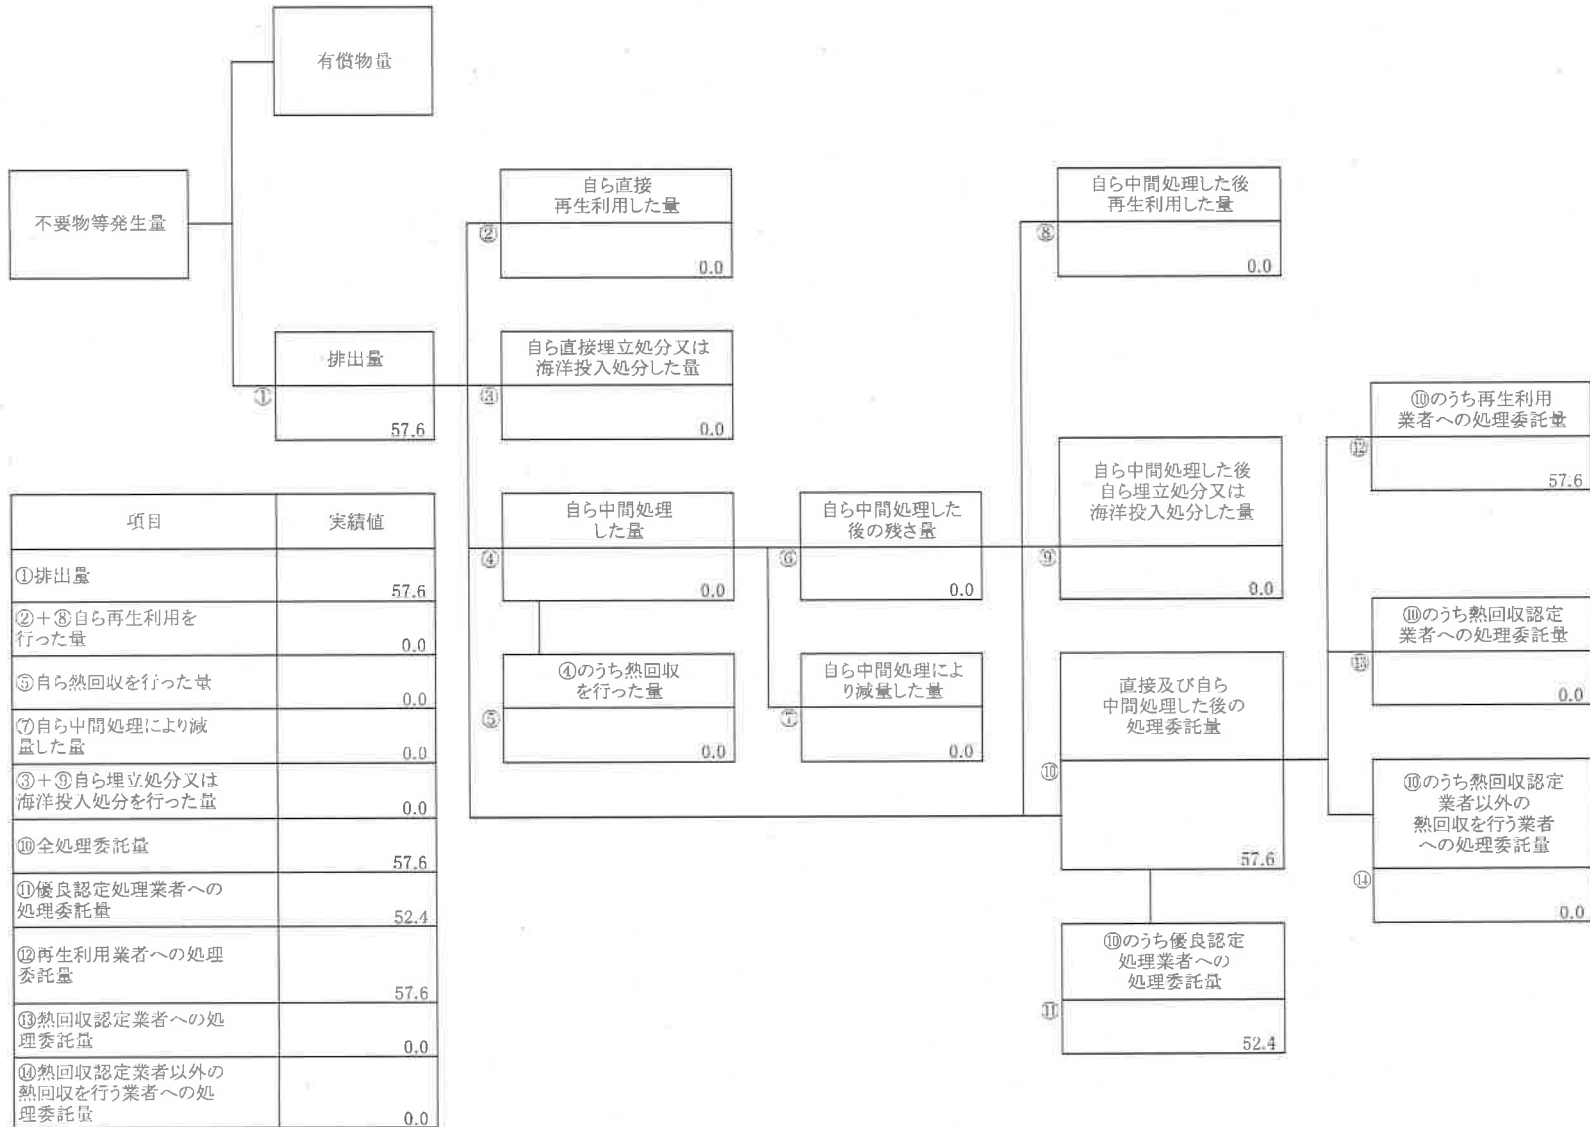 有償物量
不要物等発生量
自ら直接
再生利用した量
②
0.0
自ら中間処理した後
再生利用した量
⑧
0.0
排出量
①
57.6
自ら直接埋立処分又は
海洋投入処分した量
③
0.0
⑩のうち再生利用
業者への処理委託量
⑫
57.6
自ら中間処理
した量
④
0.0
自ら中間処理した
後の残さ量
⑥
0.0
自ら中間処理した後
自ら埋立処分又は
海洋投入処分した量
⑨
0.0
⑩のうち熱回収認定
業者への処理委託量
⑬
0.0
④のうち熱回収
を行った量
⑤
0.0
自ら中間処理によ
り減量した量
⑦
0.0
直接及び自ら
中間処理した後の
処理委託量
⑩
57.6
⑩のうち熱回収認定
業者以外の
熱回収を行う業者
への処理委託量
⑭
0.0
⑩のうち優良認定
処理業者への
処理委託量
⑪
52.4
項目 実績値
①排出量 57.6
②+⑧自ら再生利用を
行った量 0.0
⑤自ら熱回収を行った量 0.0
⑦自ら中間処理により減
量した量 0.0
③+⑨自ら埋立処分又は
海洋投入処分を行った量 0.0
⑩全処理委託量 57.6
⑪優良認定処理業者への
処理委託量 52.4
⑫再生利用業者への処理
委託量 57.6
⑬熱回収認定業者への処
理委託量 0.0
⑭熱回収認定業者以外の
熱回収を行う業者への処
理委託量 0.0